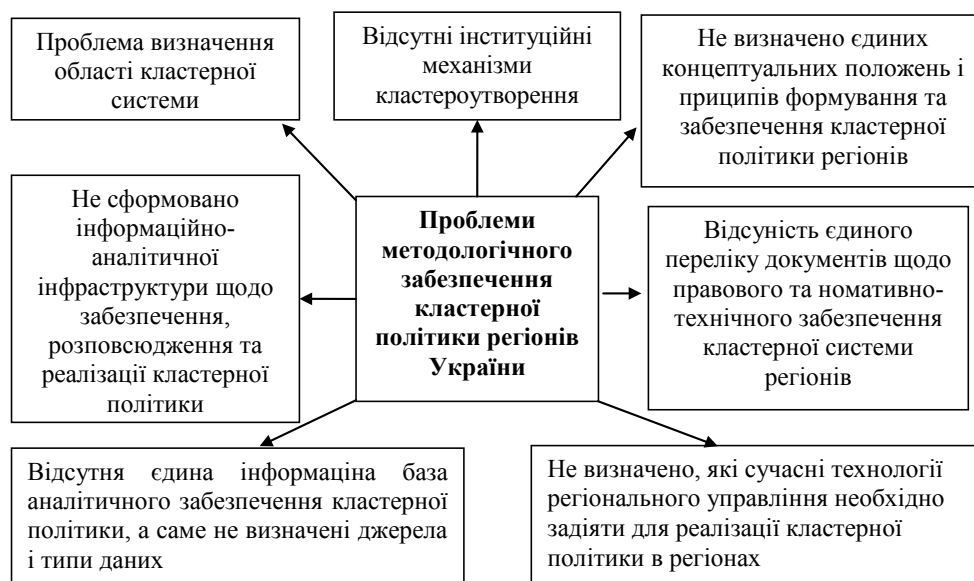 Проблема визначення
області кластерної
системи
Відсутні інституційні
механізми
кластероутворення
Не визначено єдиних
концептуальних положень і
приципів формування та
забезпечення кластерної
політики регіонів
Не сформовано
інформаційно-
аналітичної
інфраструктури щодо
забезпечення,
розповсюдження та
реалізації кластерної
політики
Проблеми
методологічного
забезпечення
кластерної
політики регіонів
України
Відсуність єдиного
переліку документів щодо
правового та номативно-
технічного забезпечення
кластерної системи
регіонів
Відсутня єдина інформаціна база
аналітичного забезпечення кластерної
політики, а саме не визначені джерела
і типи даних
Не визначено, які сучасні технології
регіонального управління необхідно
задіяти для реалізації кластерної
політики в регіонах